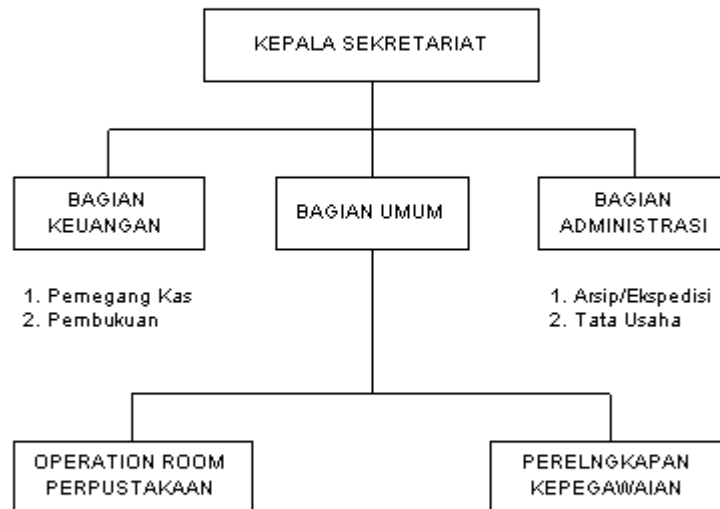 KEPALA SEKRETARIAT
BAGIAN
KEUANGAN
BAGIAN UMUM
BAGIAN
ADMINISTRASI
1. Pemegang Kas
2. Pembukuan
1. Arsip/Ekspedisi
2. Tata Usaha
OPERATION ROOM
PERPUSTAKAAN
PERELNGKAPAN
KEPEGAWAIAN